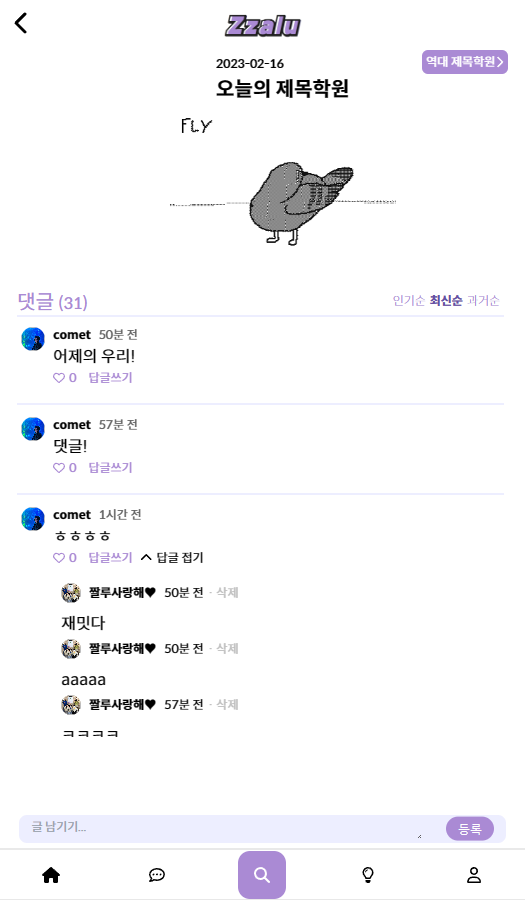 Zzalu
2023-02-16
역대 제목학원
오늘의 제목학원
FLY
댓글 (31)
인기순 최신순 과거순
comet 50분 전
어제의 우리!
0 답글쓰기
comet 57분 전
댓글!
0 답글쓰기
comet 1시간 전
ㅎㅎㅎㅎ
0 답글쓰기 답글 접기
짤루사랑해♥ 50분 전 · 삭제
재밋다
짤루사랑해♥ 50분 전 · 삭제
aaaaa
짤루사랑해♥ 57분 전 · 삭제
ㅋㅋㅋㅋ
글 남기기...
등록